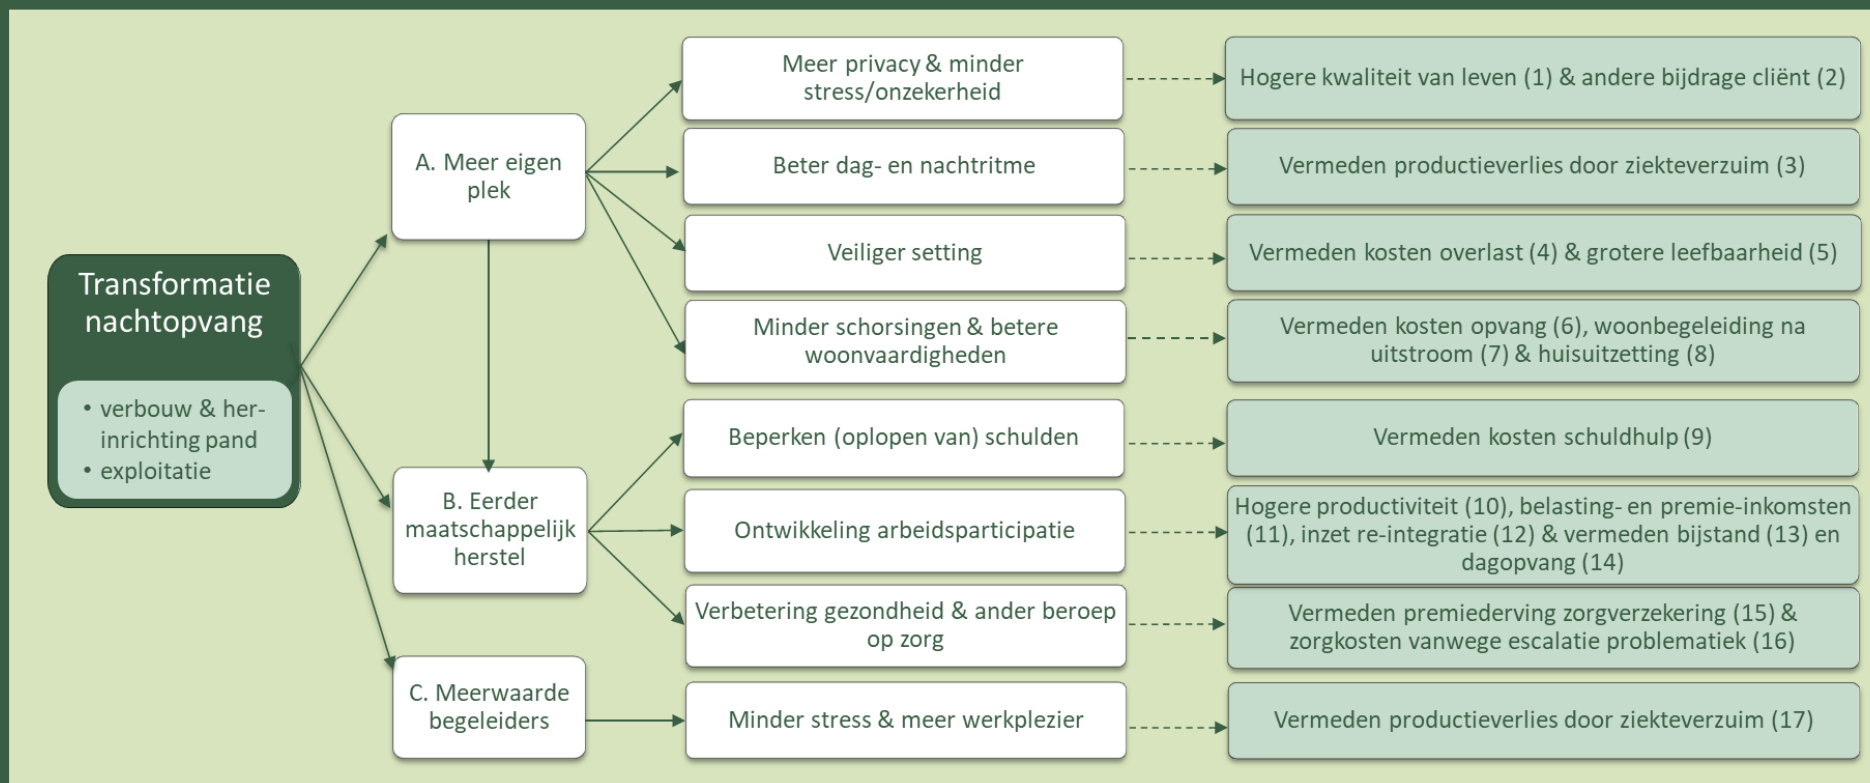 Transformatie
nachtopvang
• verbouw & her-
inrichting pand
• exploitatie
A. Meer eigen
plek
B. Eerder
maatschappelijk
herstel
C. Meerwaarde
begeleiders
Meer privacy & minder
stress/onzekerheid
Hogere kwaliteit van leven (1) & andere bijdrage cliënt (2)
Beter dag- en nachtritme
Vermeden productieverlies door ziekteverzuim (3)
Veiliger setting
Vermeden kosten overlast (4) & grotere leefbaarheid (5)
Minder schorsingen & betere
woonvaardigheden
Vermeden kosten opvang (6), woonbegeleiding na
uitstroom (7) & huisuitzetting (8)
Beperken (oplopen van) schulden
Vermeden kosten schuldhulp (9)
Ontwikkeling arbeidsparticipatie
Hogere productiviteit (10), belasting- en premie-inkomsten
(11), inzet re-integratie (12) & vermeden bijstand (13) en
dagopvang (14)
Verbetering gezondheid & ander beroep
op zorg
Vermeden premiederving zorgverzekering (15) &
zorgkosten vanwege escalatie problematiek (16)
Minder stress & meer werkplezier
Vermeden productieverlies door ziekteverzuim (17)